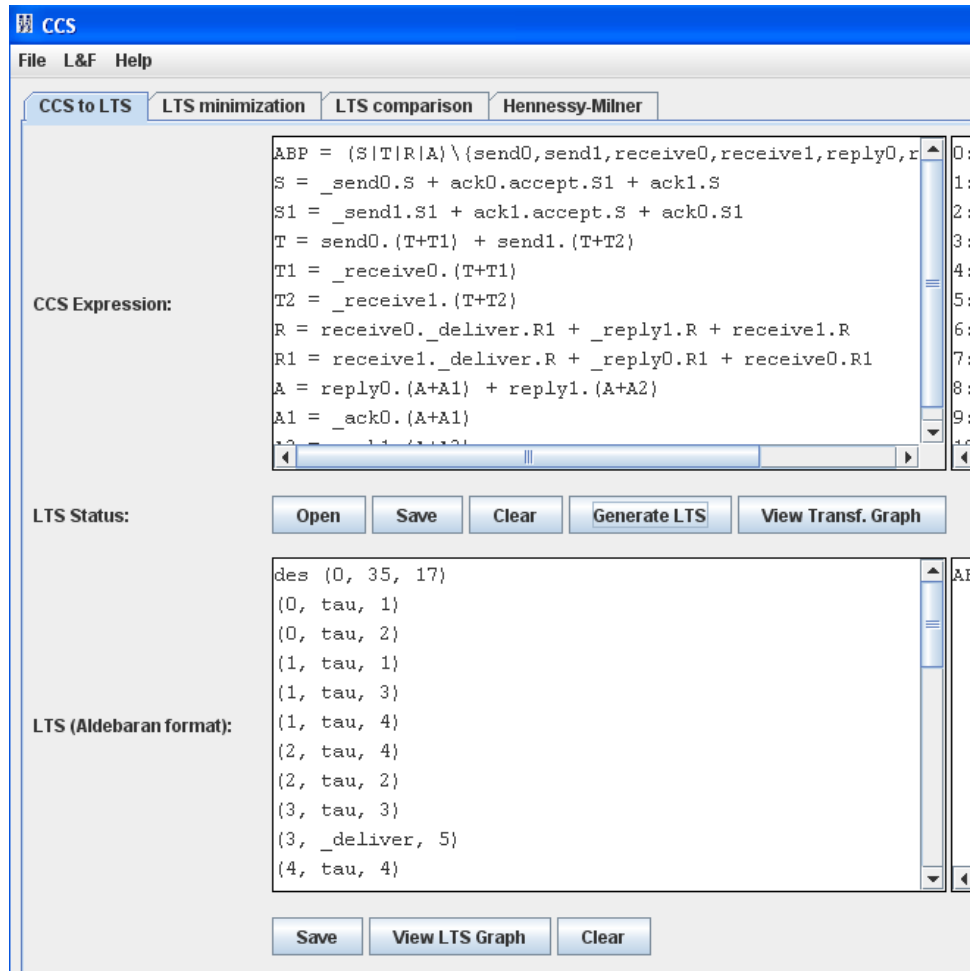 CCS
File L&F Help
CCS to LTS LTS minimization LTS comparison Hennessy-Milner
CCS Expression:
ABP = (S|T|R|A)\{send0,send1,receive0,receive1,reply0,r
S = _send0.S + ack0.accept.S1 + ack1.S
S1 = _send1.S1 + ack1.accept.S + ack0.S1
T = send0.(T+T1) + send1.(T+T2)
T1 = _receive0.(T+T1)
T2 = _receive1.(T+T2)
R = receive0._deliver.R1 + _reply1.R + receive1.R
R1 = receive1._deliver.R + _reply0.R1 + receive0.R1
A = reply0.(A+A1) + reply1.(A+A2)
A1 = _ack0.(A+A1)
0:
1:
2:
3:
4:
5:
6:
7:
8:
9:
LTS Status:
Open Save Clear Generate LTS View Transf. Graph
LTS (Aldebaran format):
des (0, 35, 17)
(0, tau, 1)
(0, tau, 2)
(1, tau, 1)
(1, tau, 3)
(1, tau, 4)
(2, tau, 4)
(2, tau, 2)
(3, tau, 3)
(3, _deliver, 5)
(4, tau, 4)
Save View LTS Graph Clear